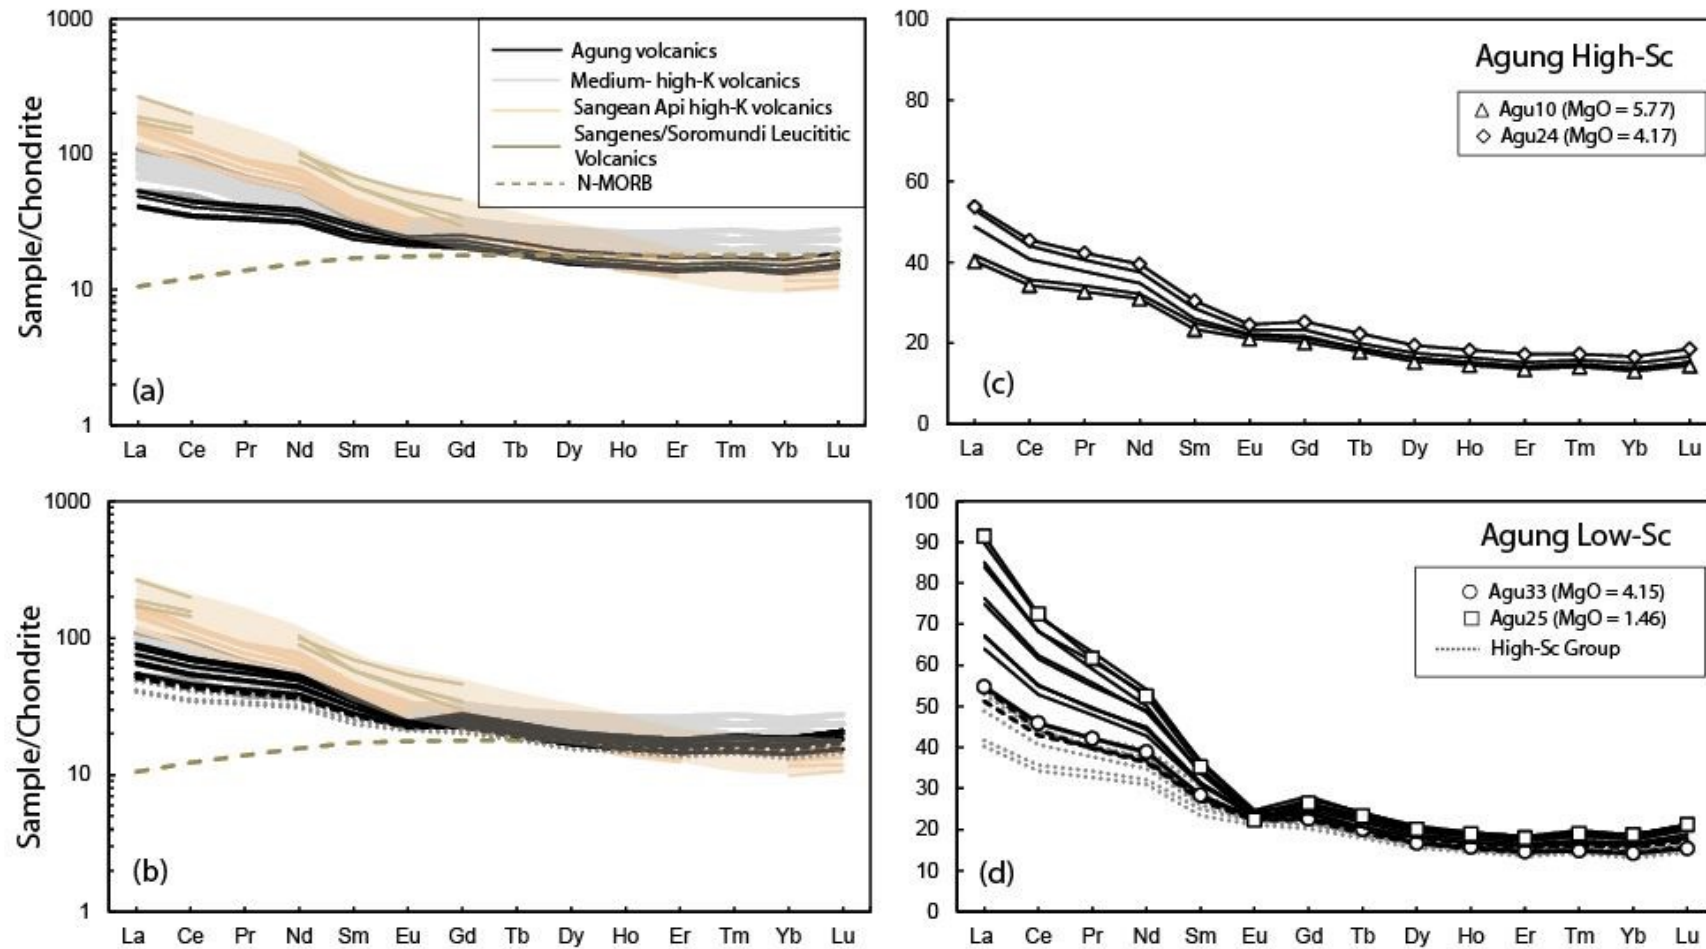 1000
100
10
1
Sample/Chondrite
Agung volcanics
Medium- high-K volcanics
Sangean Api high-K volcanics
Sangenes/Soromundi Leucititic
Volcanics
N-MORB
(a)
La Ce Pr Nd Sm Eu Gd Tb Dy Ho Er Tm Yb Lu
100
80
60
40
20
0
Agung High-Sc
Agu10 (MgO = 5.77)
Agu24 (MgO = 4.17)
(c)
La Ce Pr Nd Sm Eu Gd Tb Dy Ho Er Tm Yb Lu
1000
100
10
1
Sample/Chondrite
(b)
La Ce Pr Nd Sm Eu Gd Tb Dy Ho Er Tm Yb Lu
100
90
80
70
60
50
40
30
20
10
0
Agung Low-Sc
Agu33 (MgO = 4.15)
Agu25 (MgO = 1.46)
High-Sc Group
(d)
La Ce Pr Nd Sm Eu Gd Tb Dy Ho Er Tm Yb Lu